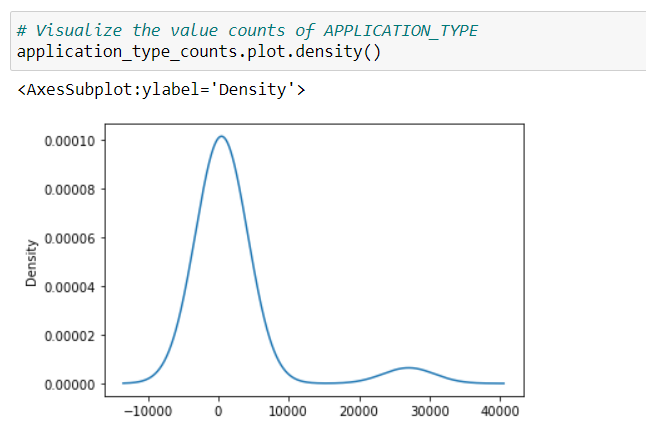 # Visualize the value counts of APPLICATION_TYPE
application_type_counts.plot.density()
<AxesSubplot:ylabel='Density'>
0.00010
0.00008
0.00006
0.00004
0.00002
0.00000
Density
−10000 0 10000 20000 30000 40000